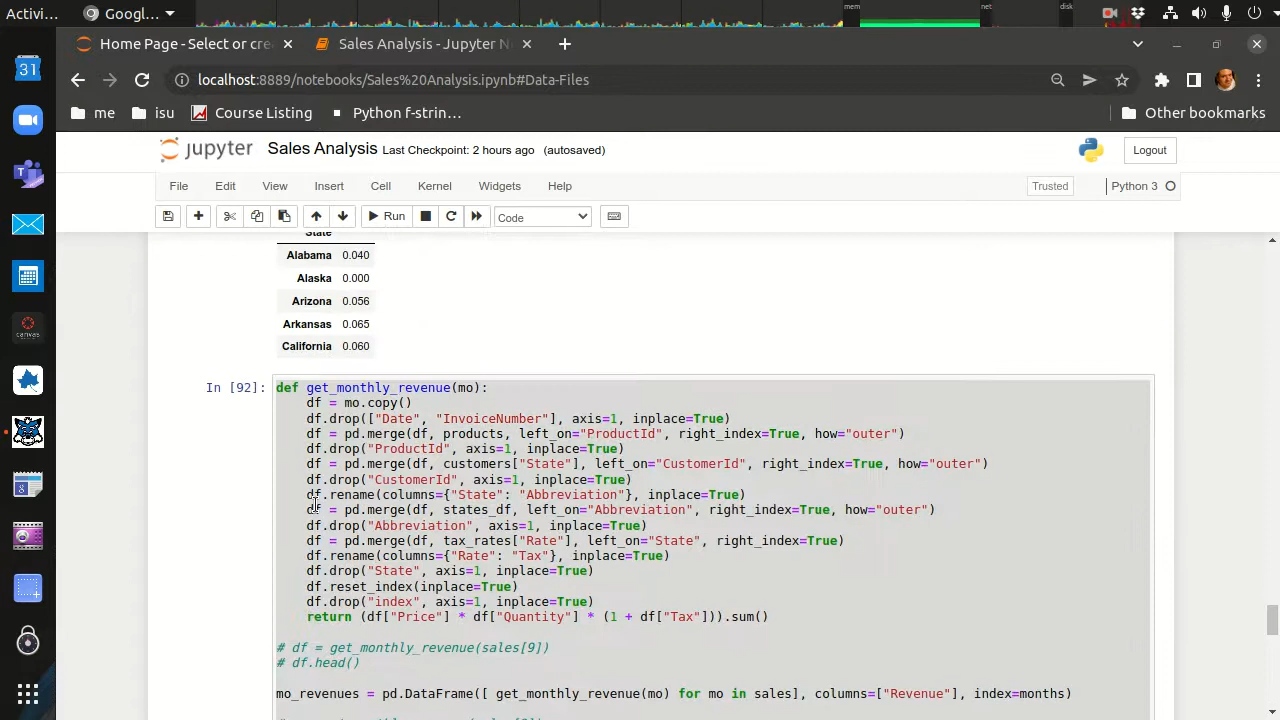 Activi...
Googl...
mem
net
disk
31
Home Page - Select or cre
Sales Analysis - Jupyter N
localhost:8889/notebooks/Sales%20Analysis.ipynb#Data-Files
me
isu
Course Listing
Python f-strin...
Other bookmarks
jupyter
Sales Analysis Last Checkpoint: 2 hours ago (autosaved)
Logout
File Edit View Insert Cell Kernel Widgets Help
Trusted
Python 3
Run
Code
canvas
State
Alabama 0.040
Alaska 0.000
Arizona 0.056
Arkansas 0.065
California 0.060
In [92]:
def get_monthly_revenue(mo):
    df = mo.copy()
    df.drop(["Date", "InvoiceNumber"], axis=1, inplace=True)
    df = pd.merge(df, products, left_on="ProductId", right_index=True, how="outer")
    df.drop("ProductId", axis=1, inplace=True)
    df = pd.merge(df, customers["State"], left_on="CustomerId", right_index=True, how="outer")
    df.drop("CustomerId", axis=1, inplace=True)
    df.rename(columns={"State": "Abbreviation"}, inplace=True)
    df = pd.merge(df, states_df, left_on="Abbreviation", right_index=True, how="outer")
    df.drop("Abbreviation", axis=1, inplace=True)
    df = pd.merge(df, tax_rates["Rate"], left_on="State", right_index=True)
    df.rename(columns={"Rate": "Tax"}, inplace=True)
    df.drop("State", axis=1, inplace=True)
    df.reset_index(inplace=True)
    df.drop("index", axis=1, inplace=True)
    return (df["Price"] * df["Quantity"] * (1 + df["Tax"])).sum()
# df = get_monthly_revenue(sales[9])
# df.head()
mo_revenues = pd.DataFrame([ get_monthly_revenue(mo) for mo in sales], columns=["Revenue"], index=months)